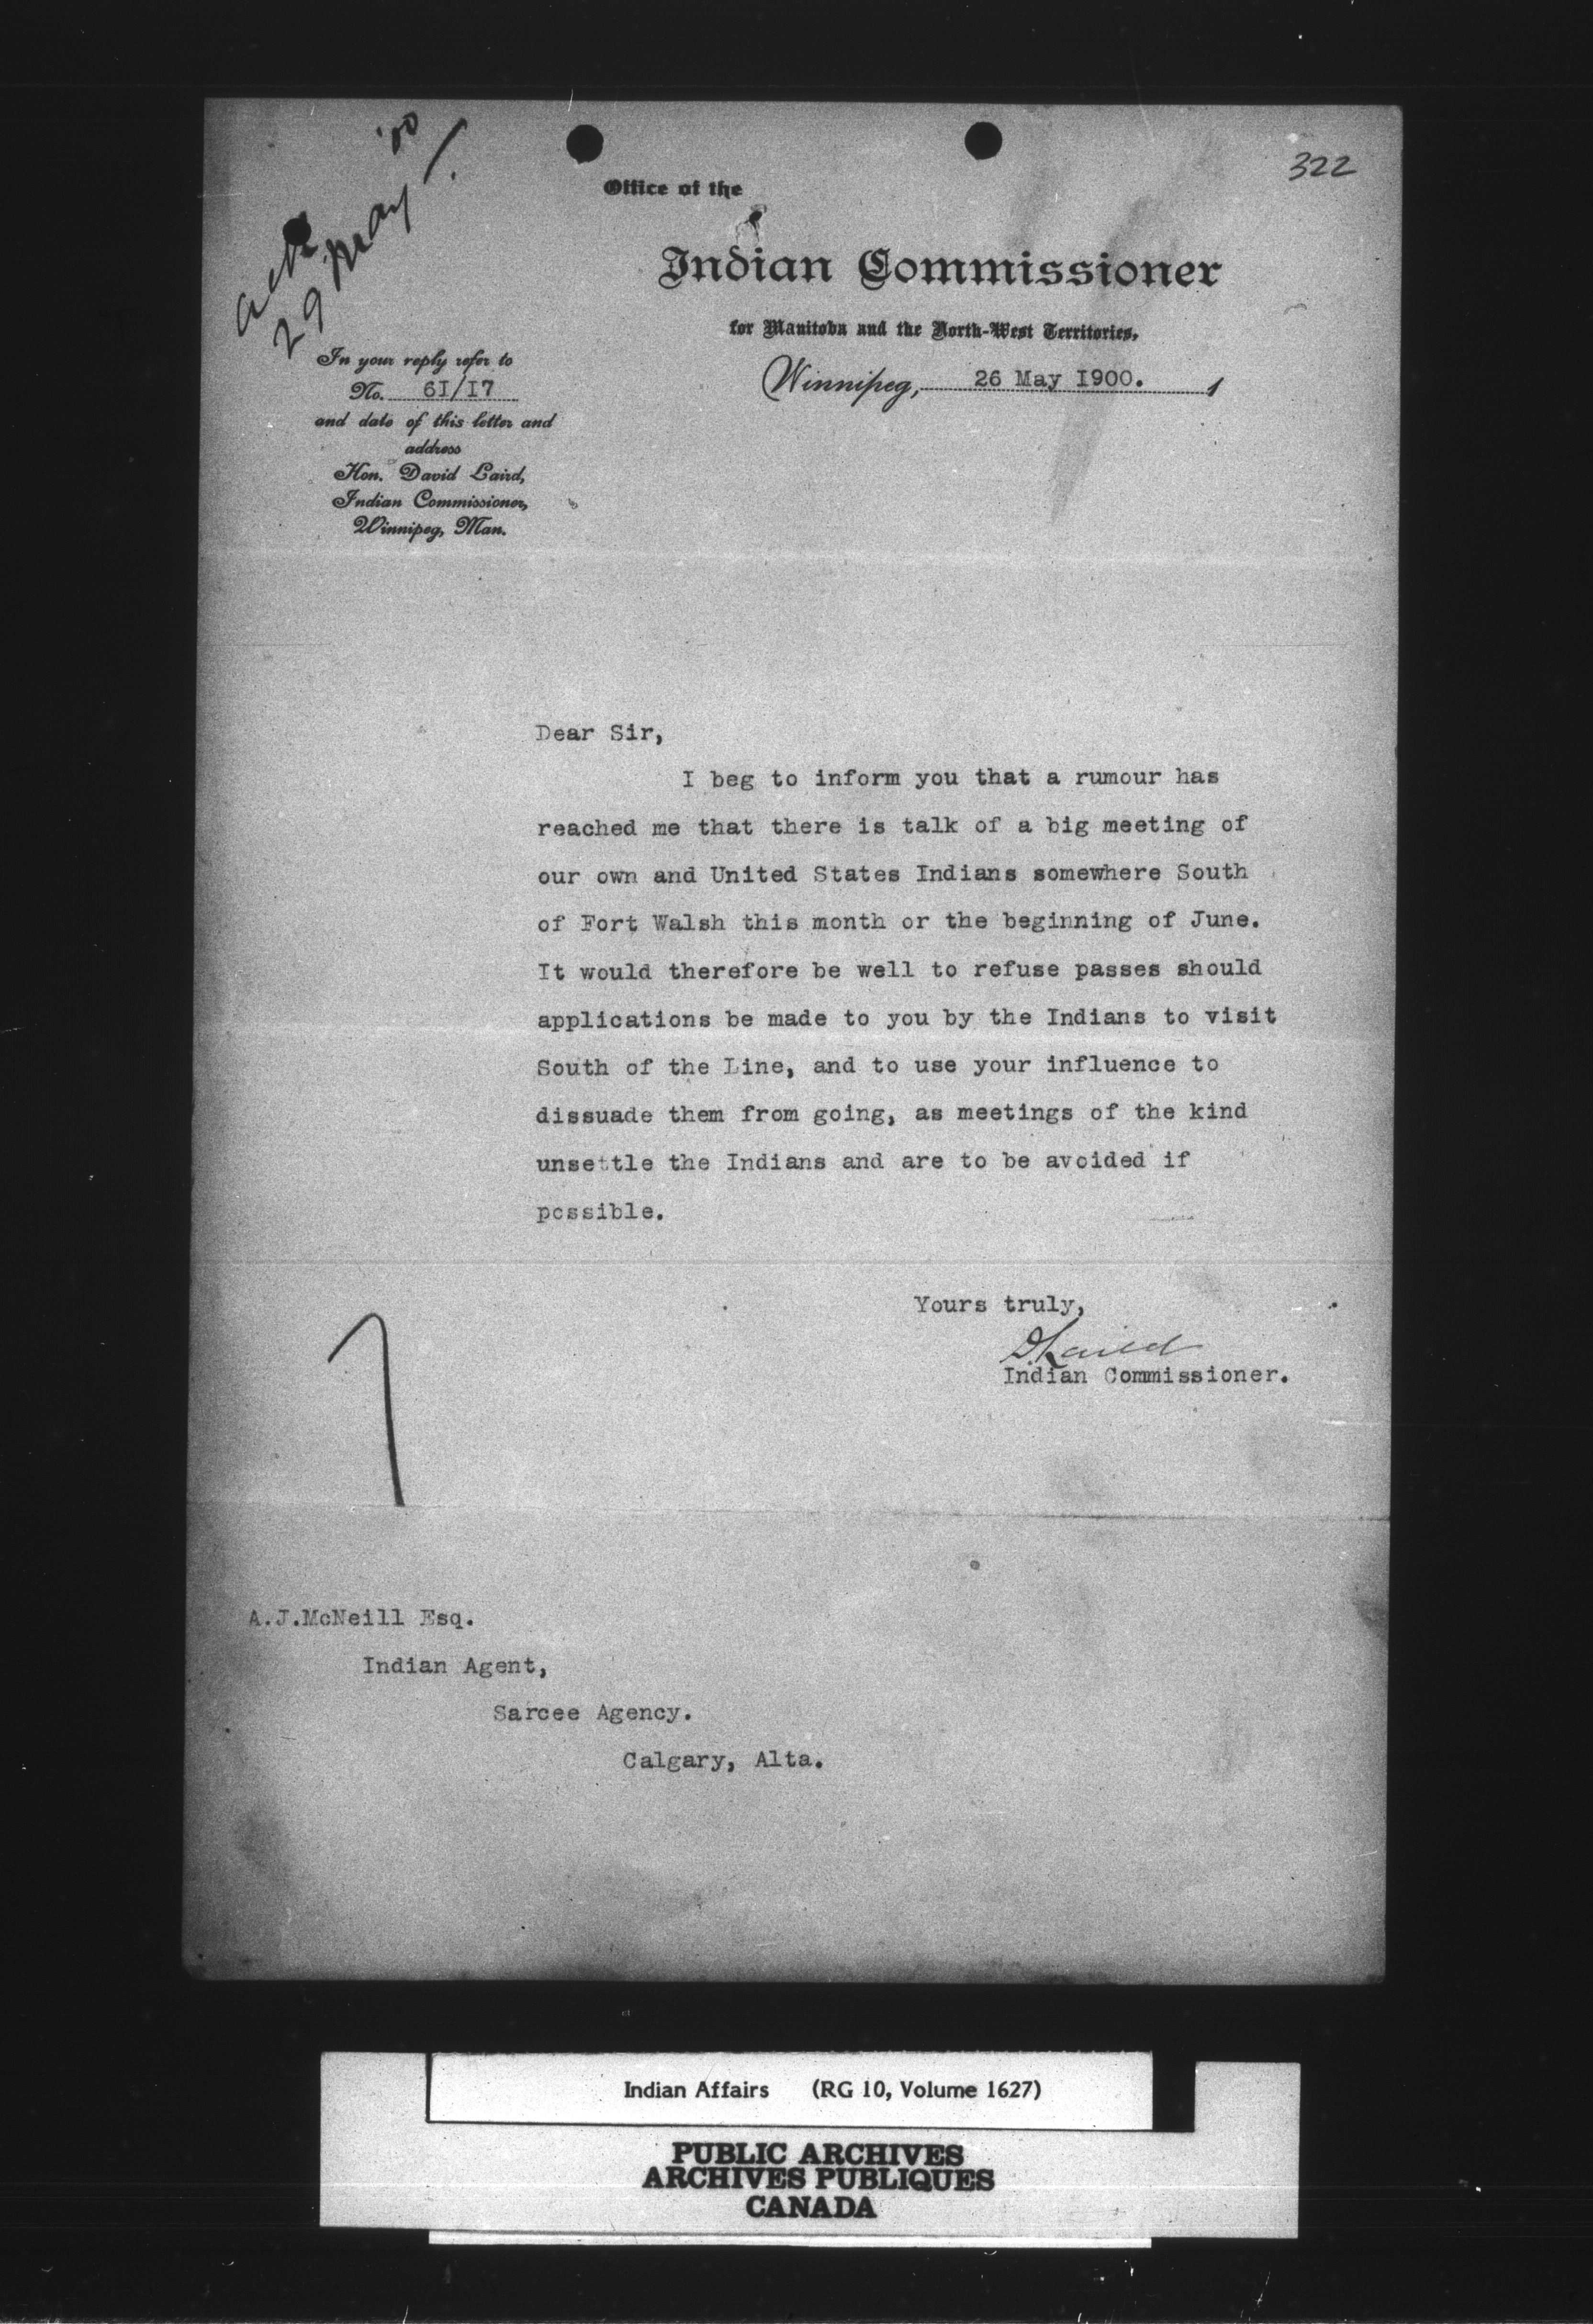 ack
29 May '00
322
Office of the
Indian Commissioner
for Manitoba and the North-West Territories.
In your reply refer to
No. 61/17
and date of this letter and
address
Hon. David Laird,
Indian Commissioner,
Winnipeg, Man.
Winnipeg, 26 May 1900. 1
Dear Sir,
I beg to inform you that a rumour has
reached me that there is talk of a big meeting of
our own and United States Indians somewhere South
of Fort Walsh this month or the beginning of June.
It would therefore be well to refuse passes should
applications be made to you by the Indians to visit
South of the Line, and to use your influence to
dissuade them from going, as meetings of the kind
unsettle the Indians and are to be avoided if
possible.
Yours truly,
D. Laird
Indian Commissioner.
A.J.McNeill Esq.
Indian Agent,
Sarcee Agency.
Calgary, Alta.
Indian Affairs (RG 10, Volume 1627)
PUBLIC ARCHIVES
ARCHIVES PUBLIQUES
CANADA